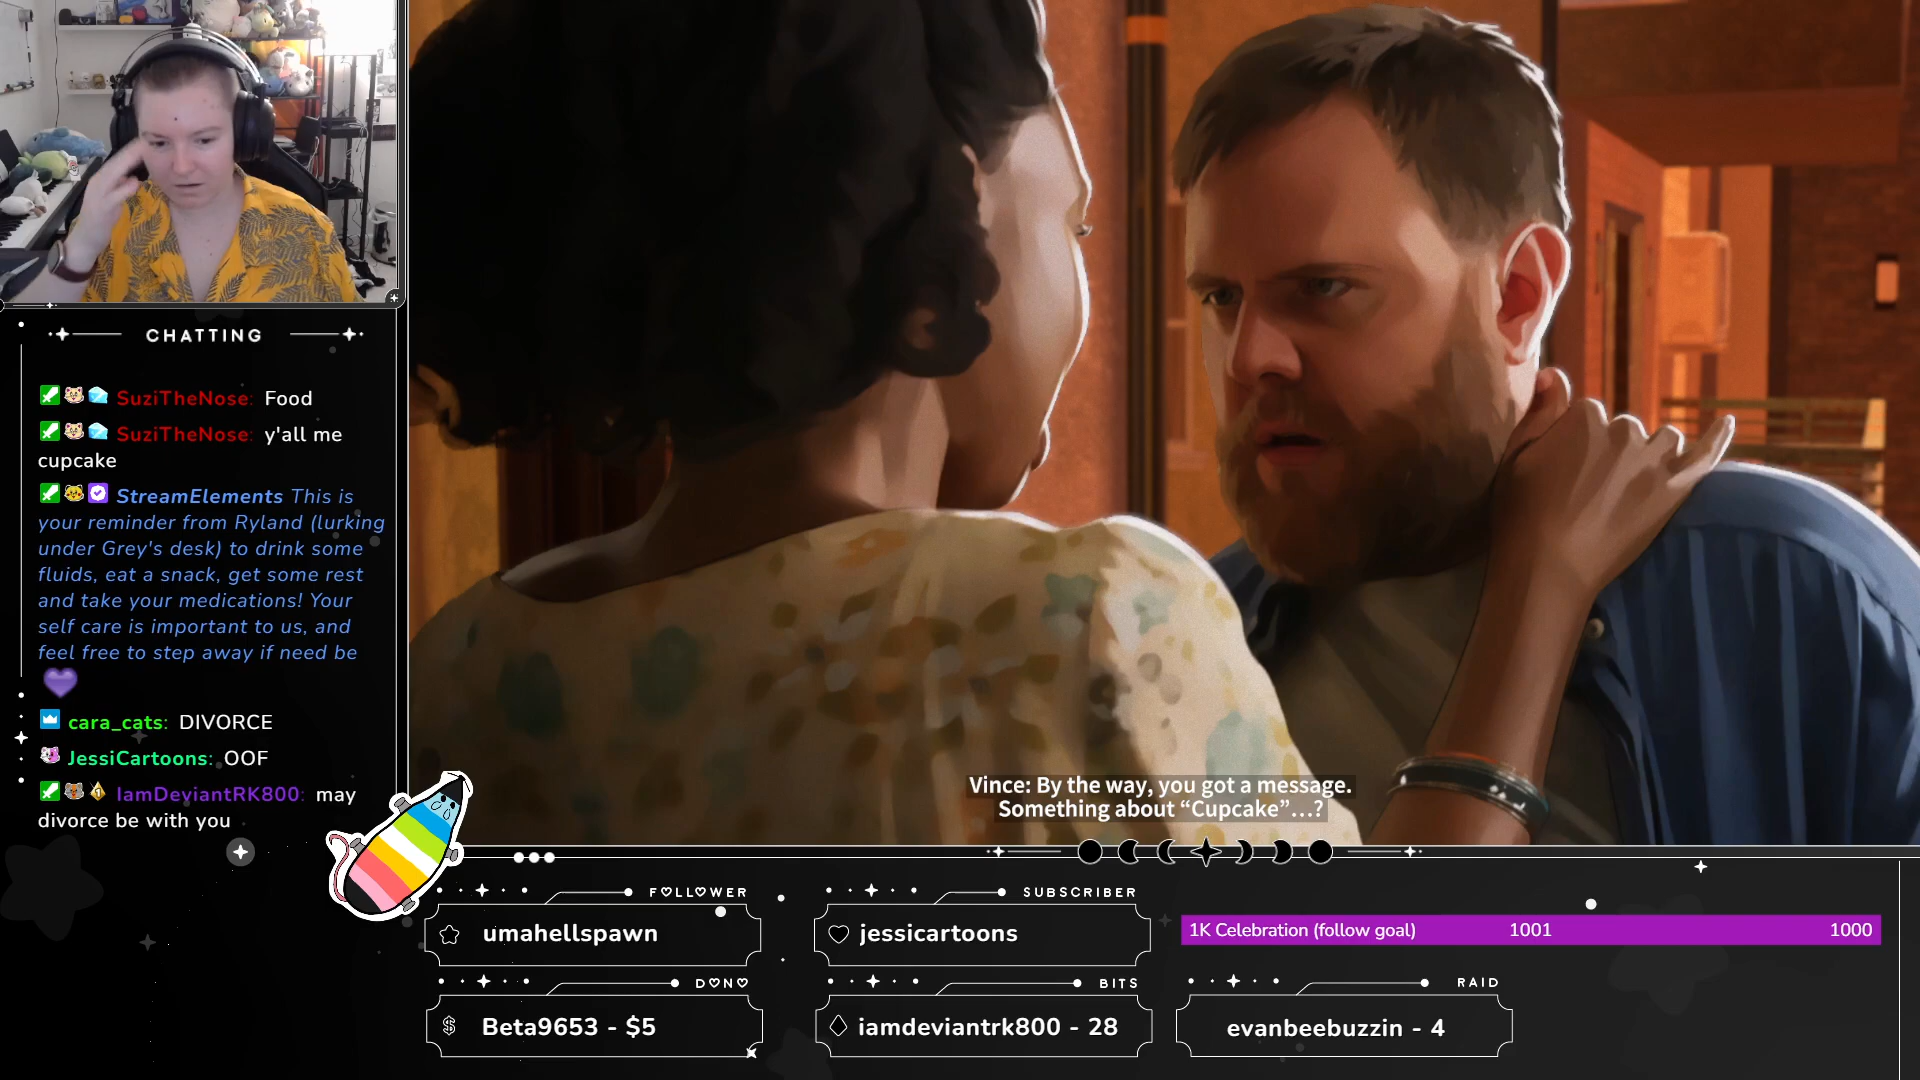 CHATTING
SuziTheNose: Food
SuziTheNose: y'all me
cupcake
StreamElements This is
your reminder from Ryland (lurking
under Grey's desk) to drink some
fluids, eat a snack, get some rest
and take your medications! Your
self care is important to us, and
feel free to step away if need be
cara_cats: DIVORCE
JessiCartoons: OOF
IamDeviantRK800: may
divorce be with you
Vince: By the way, you got a message.
Something about “Cupcake”...?
FOLLOWER
umahellspawn
SUBSCRIBER
jessicartoons
1K Celebration (follow goal) 1001 1000
DONO
Beta9653 - $5
BITS
iamdeviantrk800 - 28
RAID
evanbeebuzzin - 4